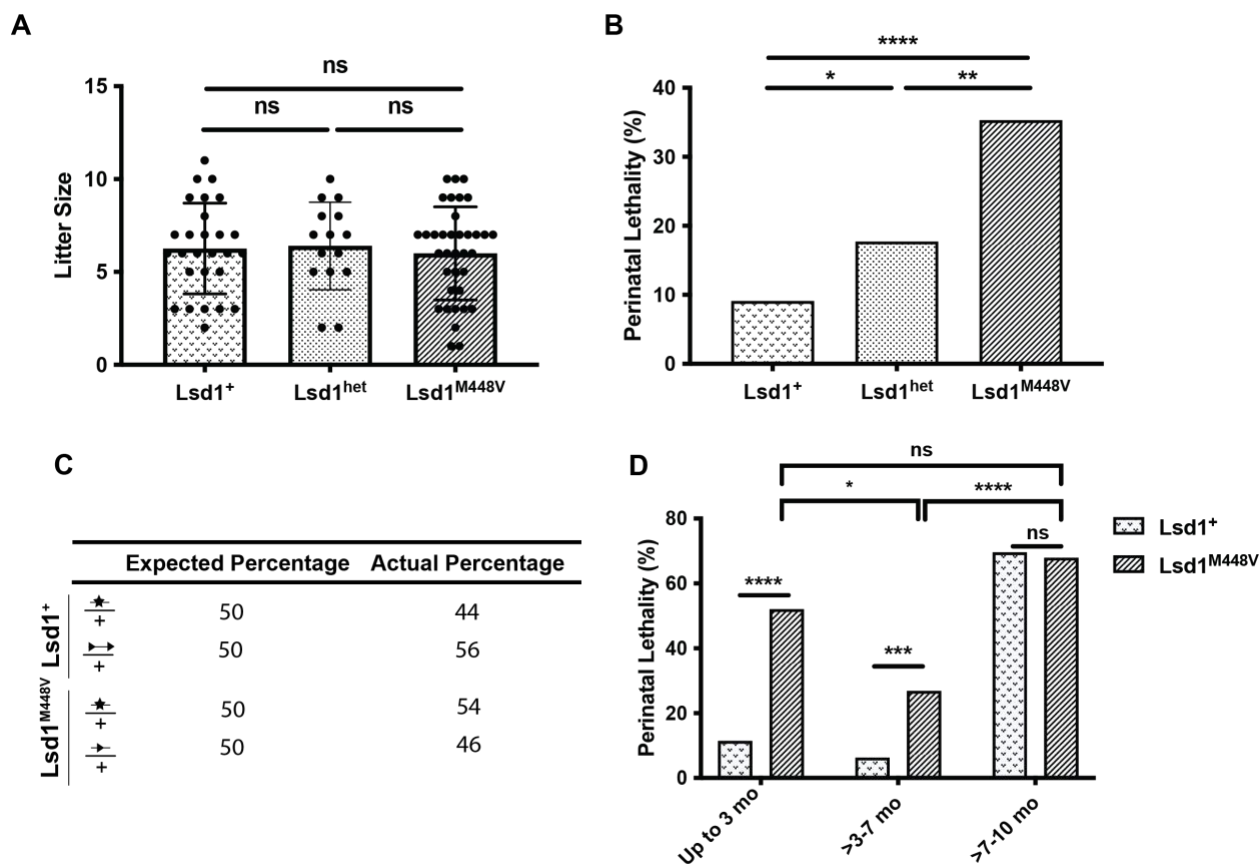 A
ns
ns ns
15
10
5
0
Litter Size
Lsd1⁺ Lsd1ʰᵉᵗ Lsd1ᴹ⁴⁴⁸ⱽ
B
****
* **
40
30
20
10
0
Perinatal Lethality (%)
Lsd1⁺ Lsd1ʰᵉᵗ Lsd1ᴹ⁴⁴⁸ⱽ
C
Expected Percentage Actual Percentage
Lsd1⁺
+ 50 44
+ 50 56
Lsd1ᴹ⁴⁴⁸ⱽ
+ 50 54
+ 50 46
D
ns
* ****
80
60
40
20
0
Perinatal Lethality (%)
****
***
ns
Up to 3 mo >3-7 mo >7-10 mo
Lsd1⁺
Lsd1ᴹ⁴⁴⁸ⱽ